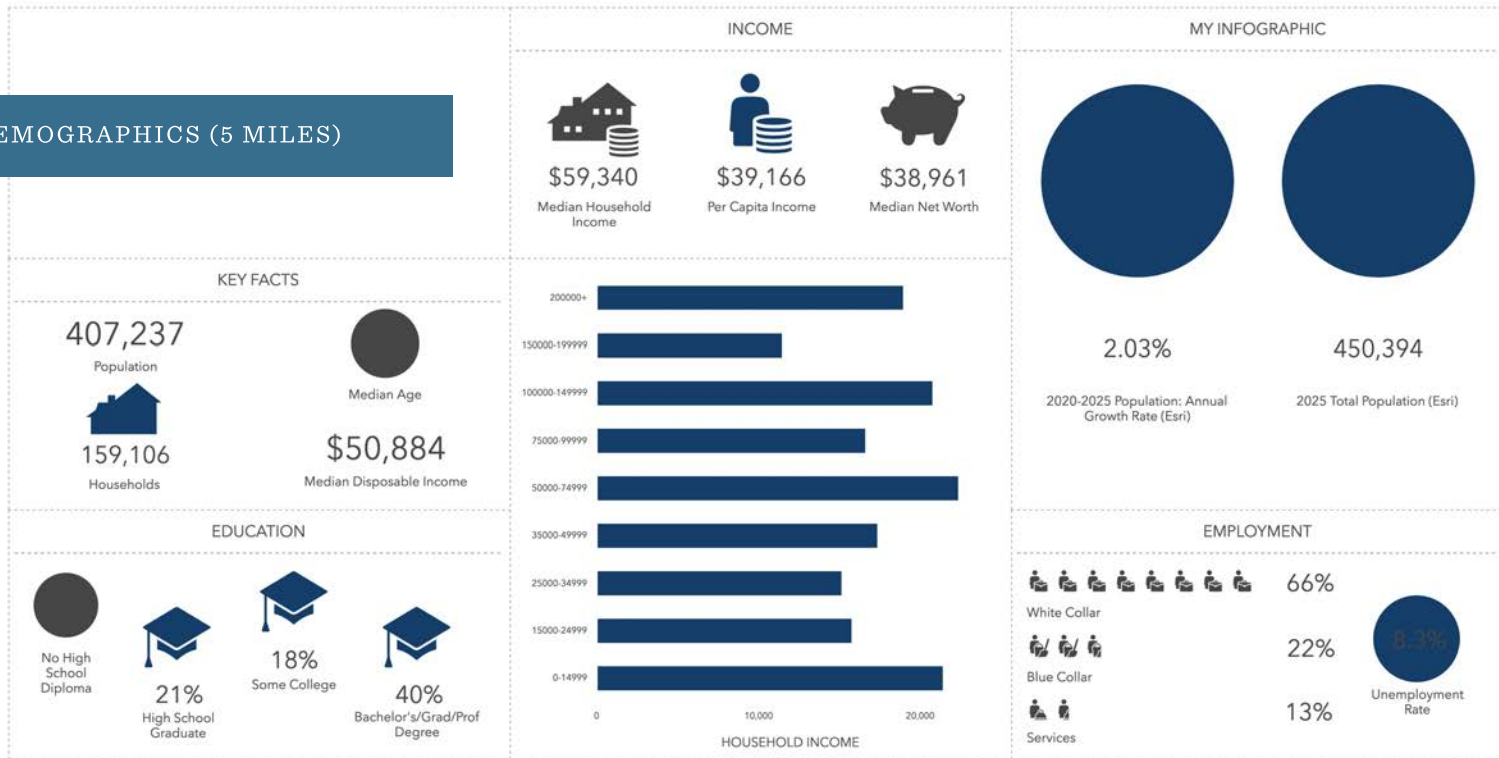 EMOGRAPHICS (5 MILES)
INCOME
$59,340
Median Household
Income
$39,166
Per Capita Income
$38,961
Median Net Worth
MY INFOGRAPHIC
2.03%
2020-2025 Population: Annual
Growth Rate (Esri)
450,394
2025 Total Population (Esri)
KEY FACTS
407,237
Population
Median Age
159,106
Households
$50,884
Median Disposable Income
200000+
150000-199999
100000-149999
75000-99999
50000-74999
35000-49999
25000-34999
15000-24999
0-14999
0
10,000
20,000
HOUSEHOLD INCOME
EDUCATION
No High
School
Diploma
21%
High School
Graduate
18%
Some College
40%
Bachelor's/Grad/Prof
Degree
EMPLOYMENT
66%
White Collar
22%
Blue Collar
13%
Services
8.3%
Unemployment
Rate